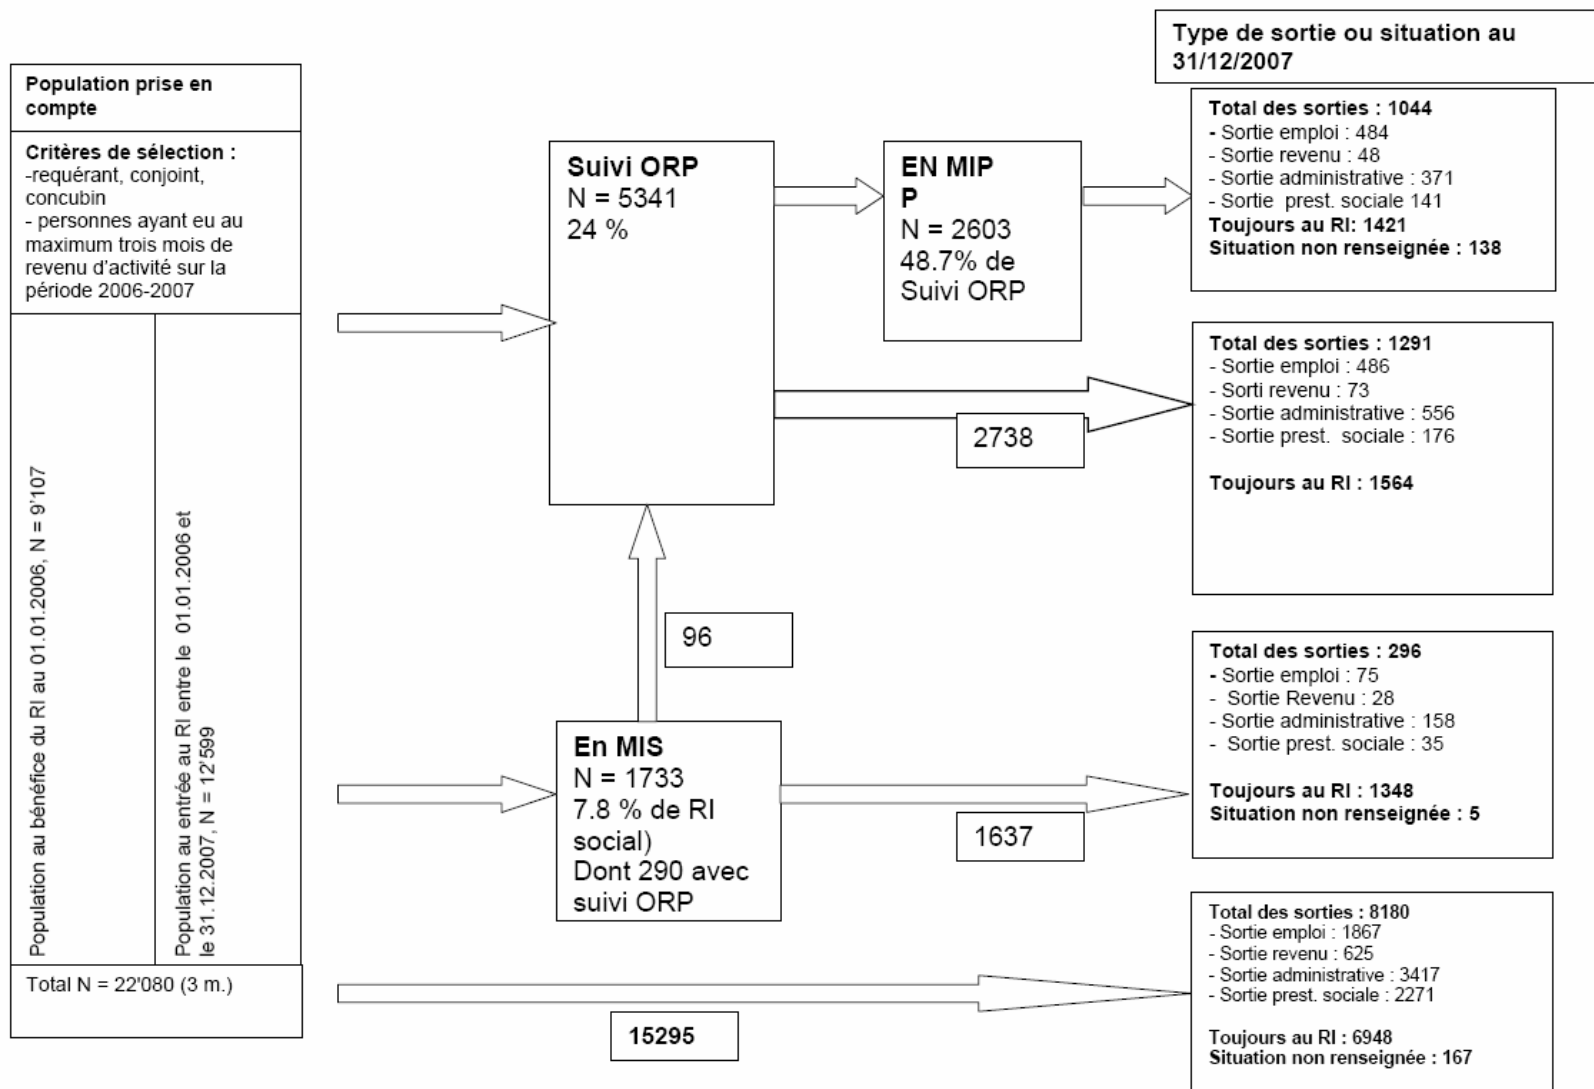 Type de sortie ou situation au
31/12/2007
Population prise en
compte
Critères de sélection :
-requérant, conjoint,
concubin
- personnes ayant eu au
maximum trois mois de
revenu d'activité sur la
période 2006-2007
Population au bénéfice du RI au 01.01.2006, N = 9'107
Population au entrée au RI entre le 01.01.2006 et
le 31.12.2007, N = 12'599
Total N = 22'080 (3 m.)
Suivi ORP
N = 5341
24 %
EN MIP
P
N = 2603
48.7% de
Suivi ORP
Total des sorties : 1044
- Sortie emploi : 484
- Sortie revenu : 48
- Sortie administrative : 371
- Sortie prest. sociale 141
Toujours au RI: 1421
Situation non renseignée : 138
2738
Total des sorties : 1291
- Sortie emploi : 486
- Sorti revenu : 73
- Sortie administrative : 556
- Sortie prest. sociale : 176
Toujours au RI : 1564
96
En MIS
N = 1733
7.8 % de RI
social)
Dont 290 avec
suivi ORP
1637
Total des sorties : 296
- Sortie emploi : 75
- Sortie Revenu : 28
- Sortie administrative : 158
- Sortie prest. sociale : 35
Toujours au RI : 1348
Situation non renseignée : 5
15295
Total des sorties : 8180
- Sortie emploi : 1867
- Sortie revenu : 625
- Sortie administrative : 3417
- Sortie prest. sociale : 2271
Toujours au RI : 6948
Situation non renseignée : 167